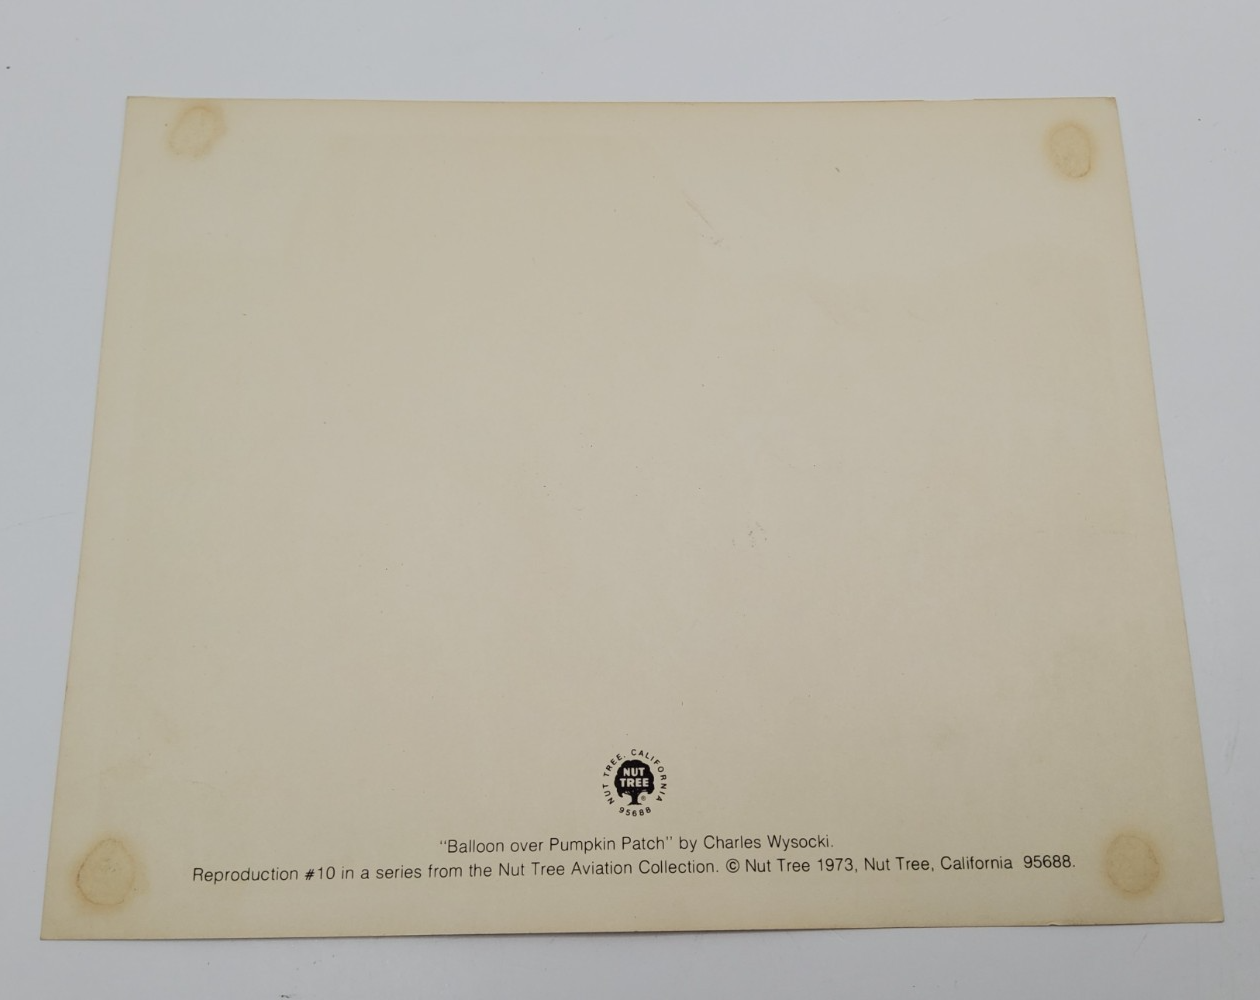 NUT TREE, CALIFORNIA 95688
NUT
TREE
®
"Balloon over Pumpkin Patch" by Charles Wysocki.
Reproduction #10 in a series from the Nut Tree Aviation Collection. © Nut Tree 1973, Nut Tree, California 95688.